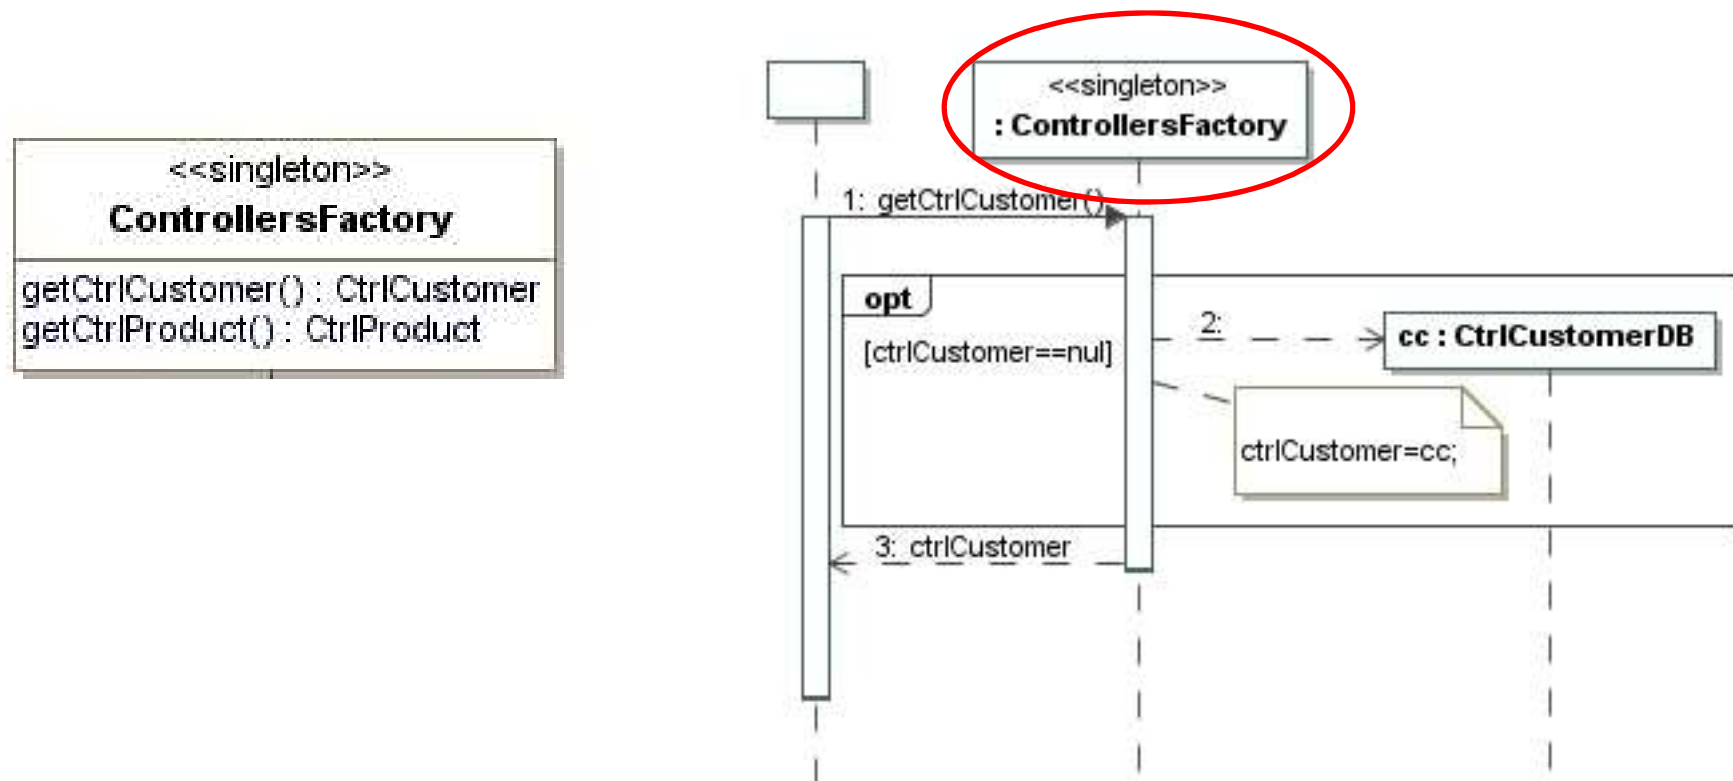 <<singleton>>
ControllersFactory
getCtrlCustomer() : CtrlCustomer
getCtrlProduct() : CtrlProduct
<<singleton>>
: ControllersFactory
1: getCtrlCustomer()
opt
[ctrlCustomer==nul]
2:
cc : CtrlCustomerDB
ctrlCustomer=cc;
3: ctrlCustomer